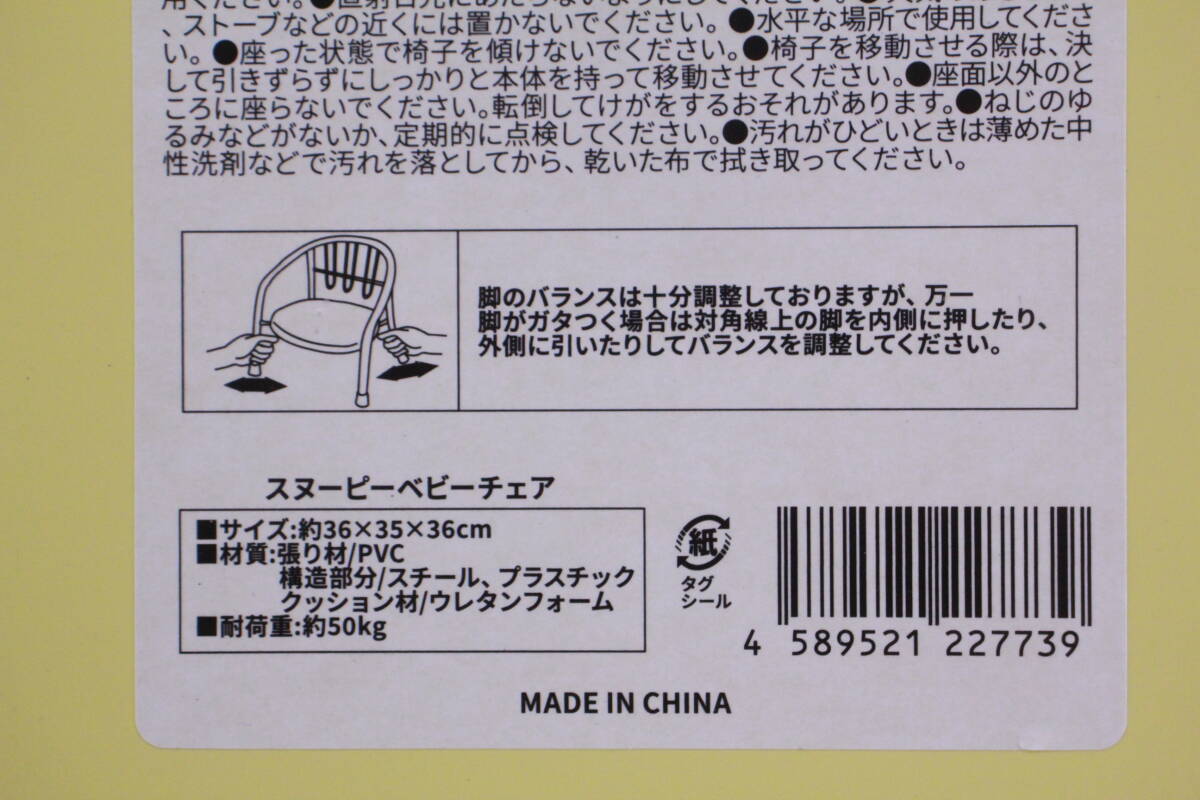 、ストーブなどの近くには置かないでください。●水平な場所で使用してくださ
い。●座った状態で椅子を傾けないでください。●椅子を移動させる際は、決
して引きずらずにしっかりと本体を持って移動させてください。●座面以外のと
ころに座らないでください。転倒してけがをするおそれがあります。●ねじのゆ
るみなどがないか、定期的に点検してください。●汚れがひどいときは薄めた中
性洗剤などで汚れを落としてから、乾いた布で拭き取ってください。
脚のバランスは十分調整しておりますが、万一
脚がガタつく場合は対角線上の脚を内側に押したり、
外側に引いたりしてバランスを調整してください。
スヌーピーベビーチェア
■サイズ:約36×35×36cm
■材質:張り材/PVC
構造部分/スチール、プラスチック
クッション材/ウレタンフォーム
■耐荷重:約50kg
紙
タグ
シール
4 589521 227739
MADE IN CHINA